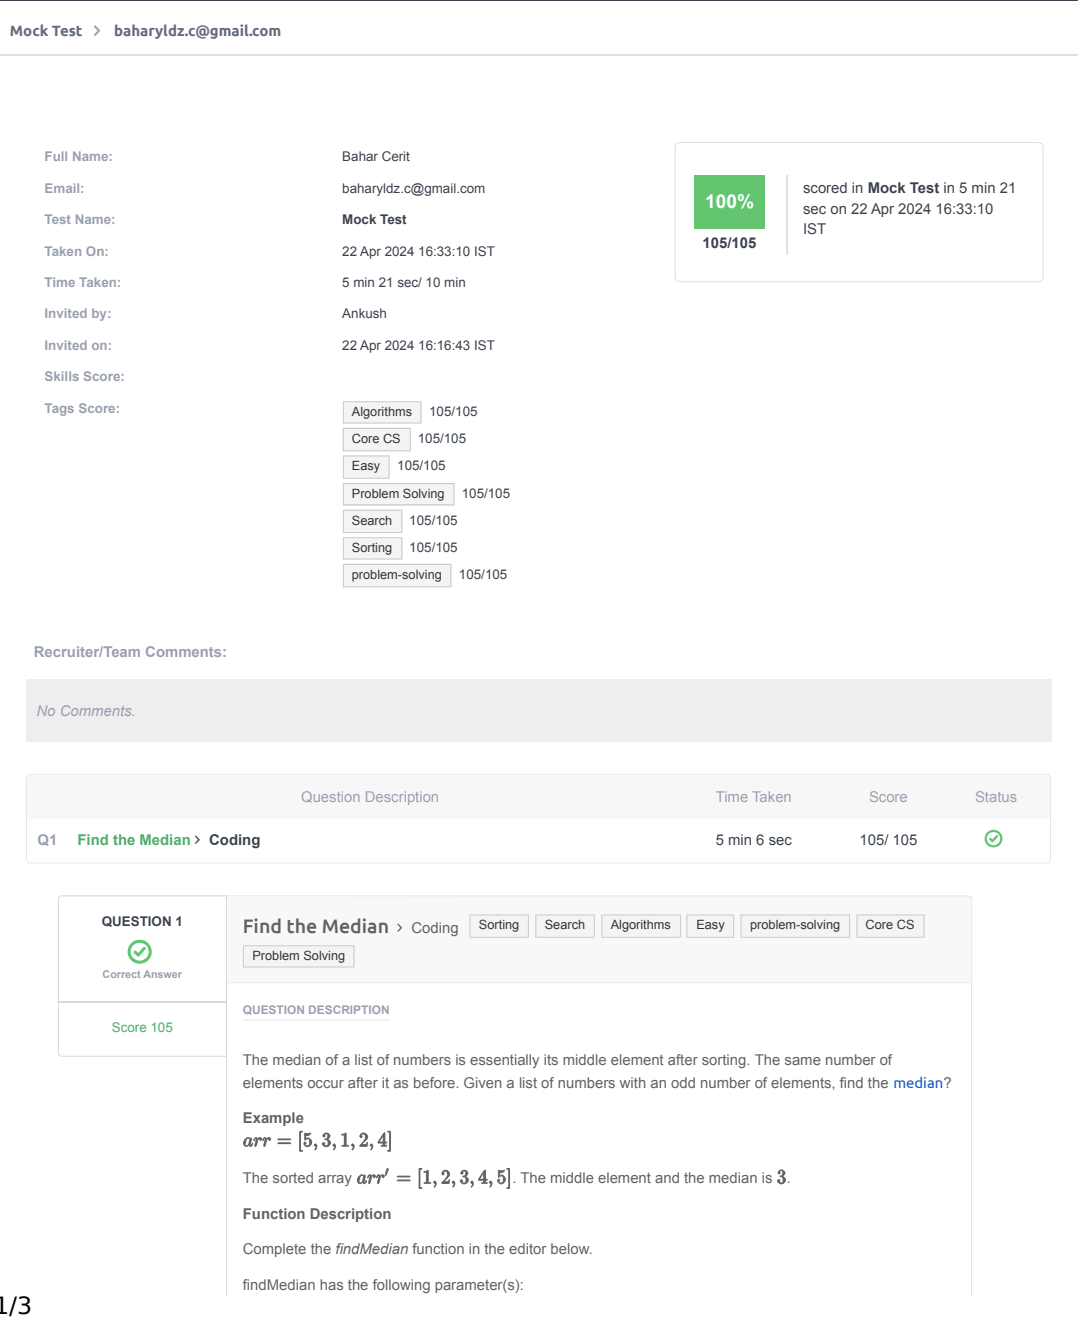 Mock Test > baharyldz.c@gmail.com
Full Name: Bahar Cerit
Email: baharyldz.c@gmail.com
Test Name: Mock Test
Taken On: 22 Apr 2024 16:33:10 IST
Time Taken: 5 min 21 sec/ 10 min
Invited by: Ankush
Invited on: 22 Apr 2024 16:16:43 IST
Skills Score:
Tags Score:
Algorithms 105/105
Core CS 105/105
Easy 105/105
Problem Solving 105/105
Search 105/105
Sorting 105/105
problem-solving 105/105
100%
105/105
scored in Mock Test in 5 min 21
sec on 22 Apr 2024 16:33:10
IST
Recruiter/Team Comments:
No Comments.
Question Description Time Taken Score Status
Q1 Find the Median > Coding 5 min 6 sec 105/ 105
QUESTION 1
Correct Answer
Score 105
Find the Median > Coding Sorting Search Algorithms Easy problem-solving Core CS
Problem Solving
QUESTION DESCRIPTION
The median of a list of numbers is essentially its middle element after sorting. The same number of
elements occur after it as before. Given a list of numbers with an odd number of elements, find the median?
Example
arr = [5, 3, 1, 2, 4]
The sorted array arr′ = [1, 2, 3, 4, 5]. The middle element and the median is 3.
Function Description
Complete the findMedian function in the editor below.
findMedian has the following parameter(s):
1/3